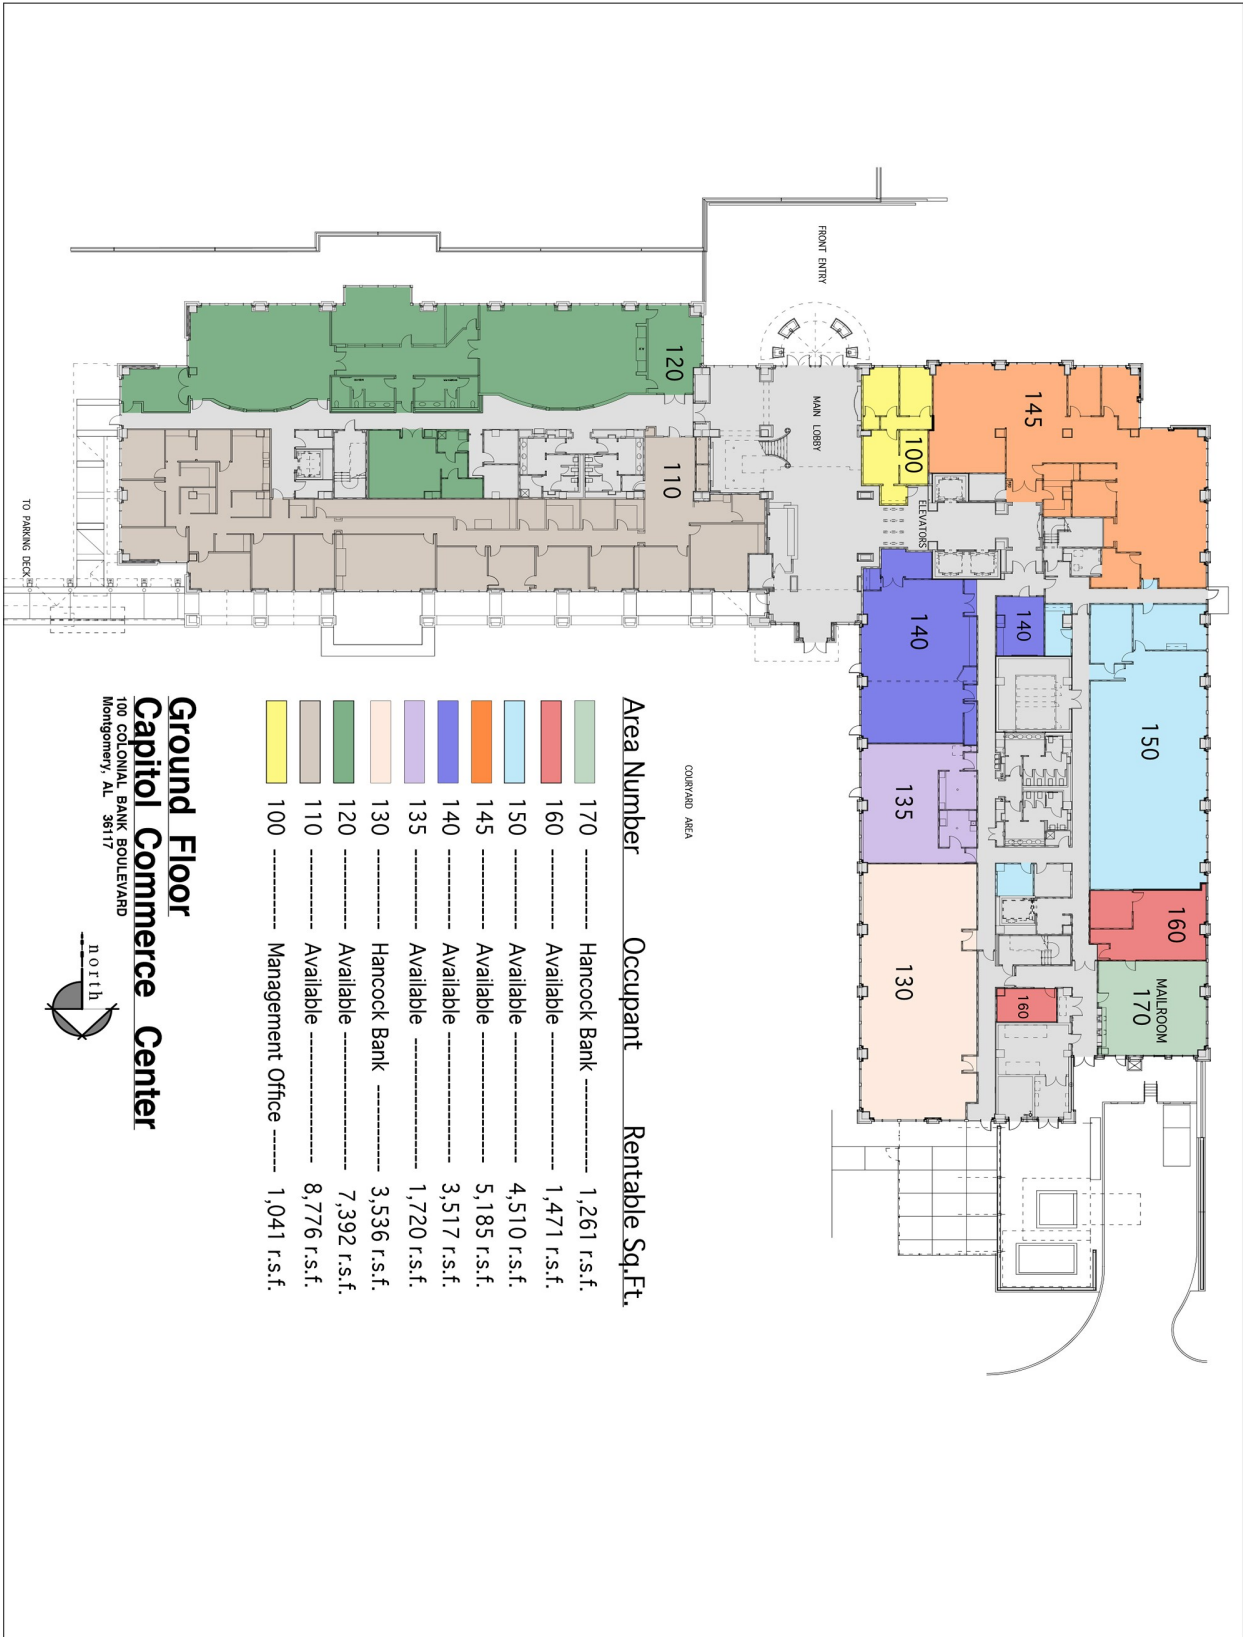 FRONT ENTRY
MAIN LOBBY
ELEVATORS
120
110
100
145
140
140
150
135
130
160
160
MAILROOM
170
TO PARKING DECK
COURYARD AREA
Area Number Occupant Rentable Sq.Ft.
170 ------------ Hancock Bank ------------ 1,261 r.s.f.
160 ------------ Available ------------------ 1,471 r.s.f.
150 ------------ Available ------------------ 4,510 r.s.f.
145 ------------ Available ------------------ 5,185 r.s.f.
140 ------------ Available ------------------ 3,517 r.s.f.
135 ------------ Available ------------------ 1,720 r.s.f.
130 ------------ Hancock Bank ------------ 3,536 r.s.f.
120 ------------ Available ------------------ 7,392 r.s.f.
110 ------------ Available ------------------ 8,776 r.s.f.
100 ------------ Management Office ------- 1,041 r.s.f.
Ground Floor
Capitol Commerce Center
100 COLONIAL BANK BOULEVARD
Montgomery, AL 36117
north